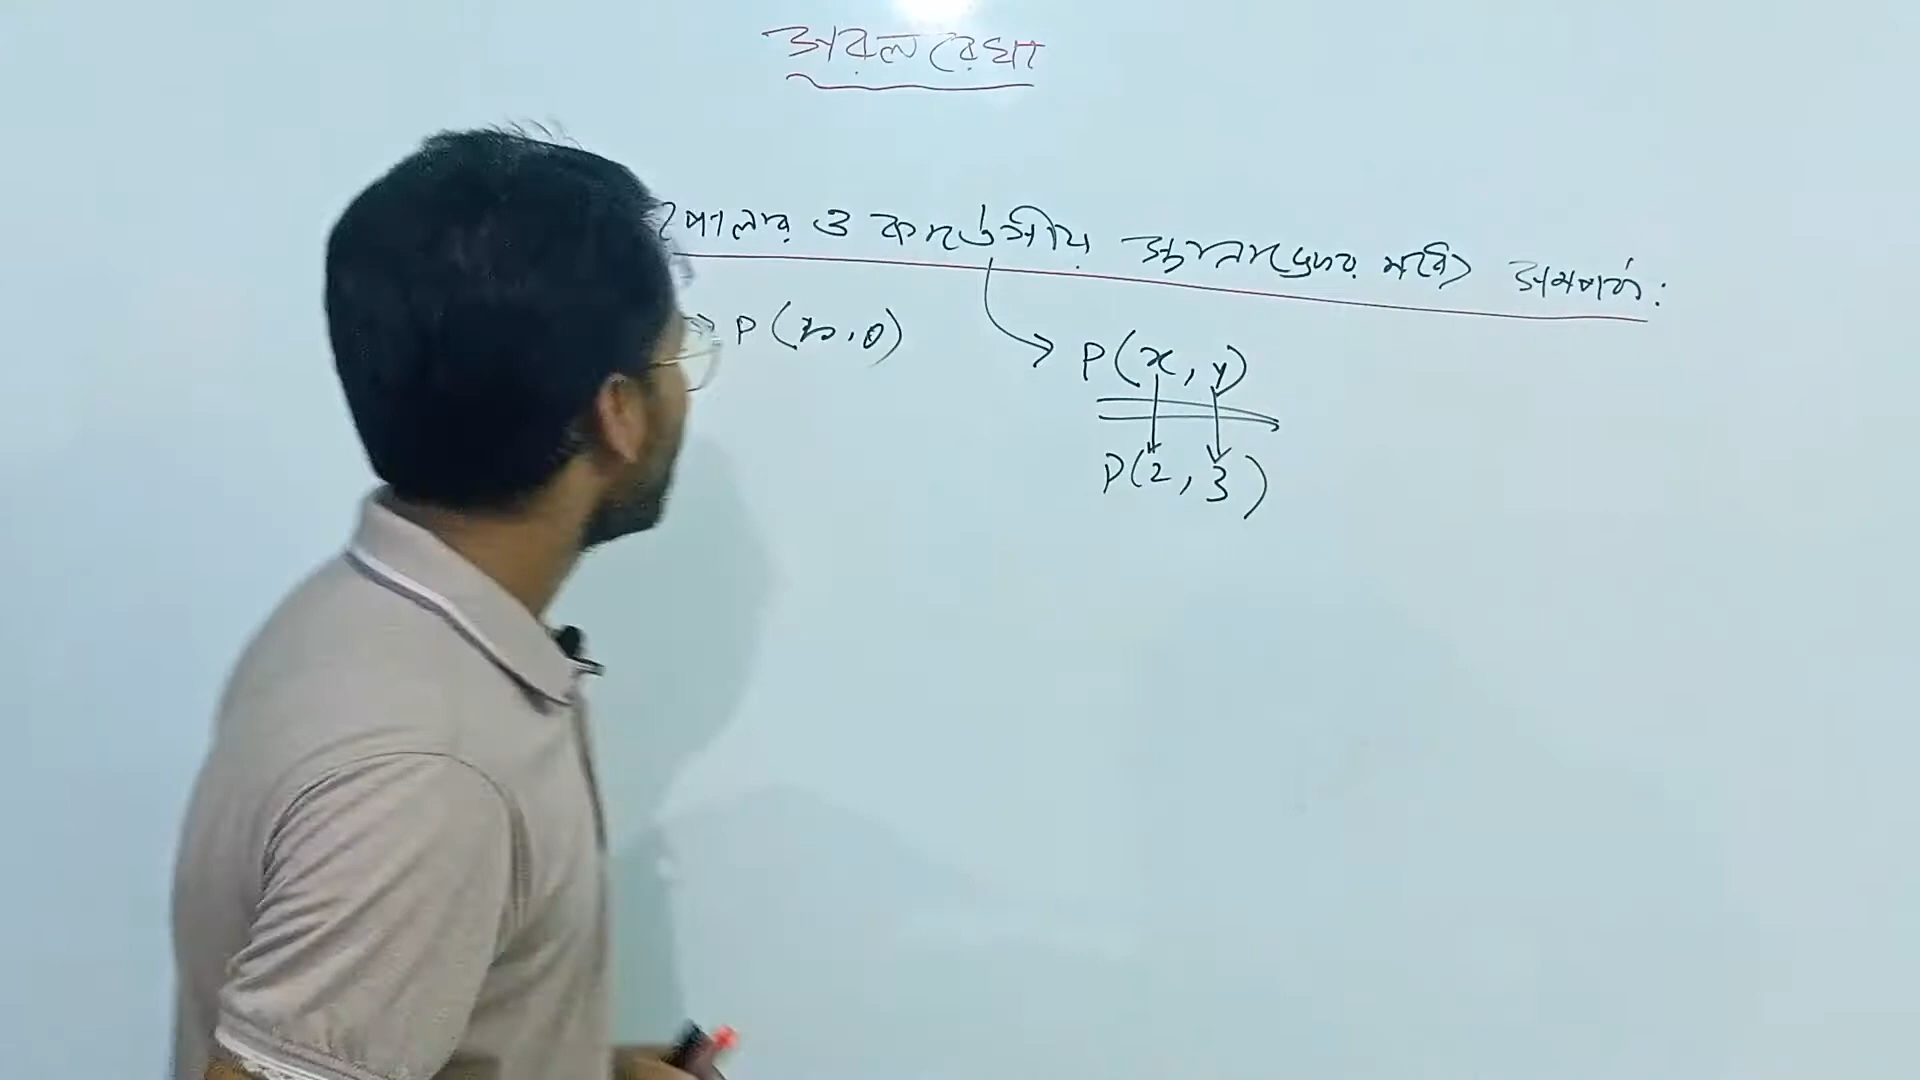 সরলরেখা
পোলার ও কার্তেসীয় স্থানাঙ্কের মধ্যে সম্পর্ক:
→ P(r,θ) → P(x, y)
P(2, 3)